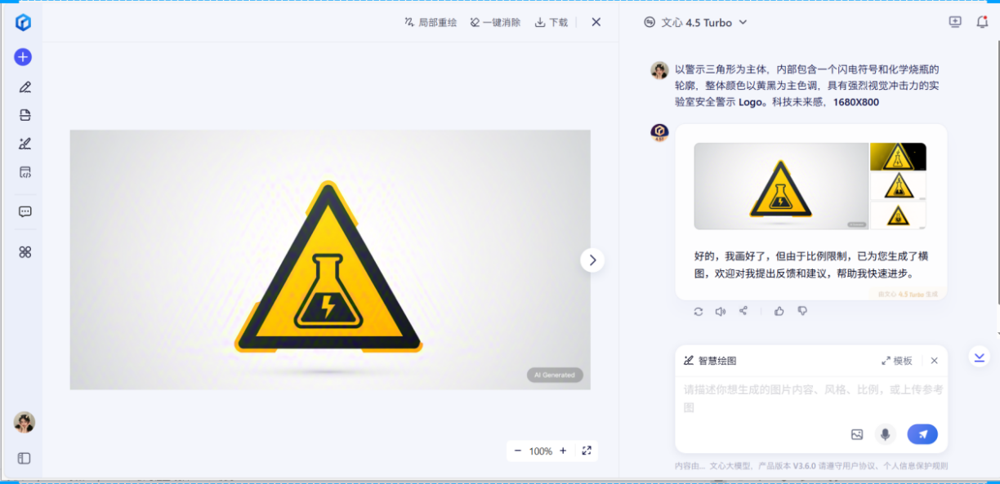 局部重绘 一键消除 下载
文心 4.5 Turbo
以警示三角形为主体，内部包含一个闪电符号和化学烧瓶的
轮廓，整体颜色以黄黑为主色调，具有强烈视觉冲击力的实
验室安全警示 Logo。科技未来感，1680X800
AI Generated
好的，我画好了，但由于比例限制，已为您生成了横
图，欢迎对我提出反馈和建议，帮助我快速进步。
由文心 4.5 turbo 生成
智慧绘图 模板
请描述你想生成的图片内容、风格、比例，或上传参考
图
100%
内容由... 文心大模型，产品版本 V3.6.0 请遵守用户协议、个人信息保护规则